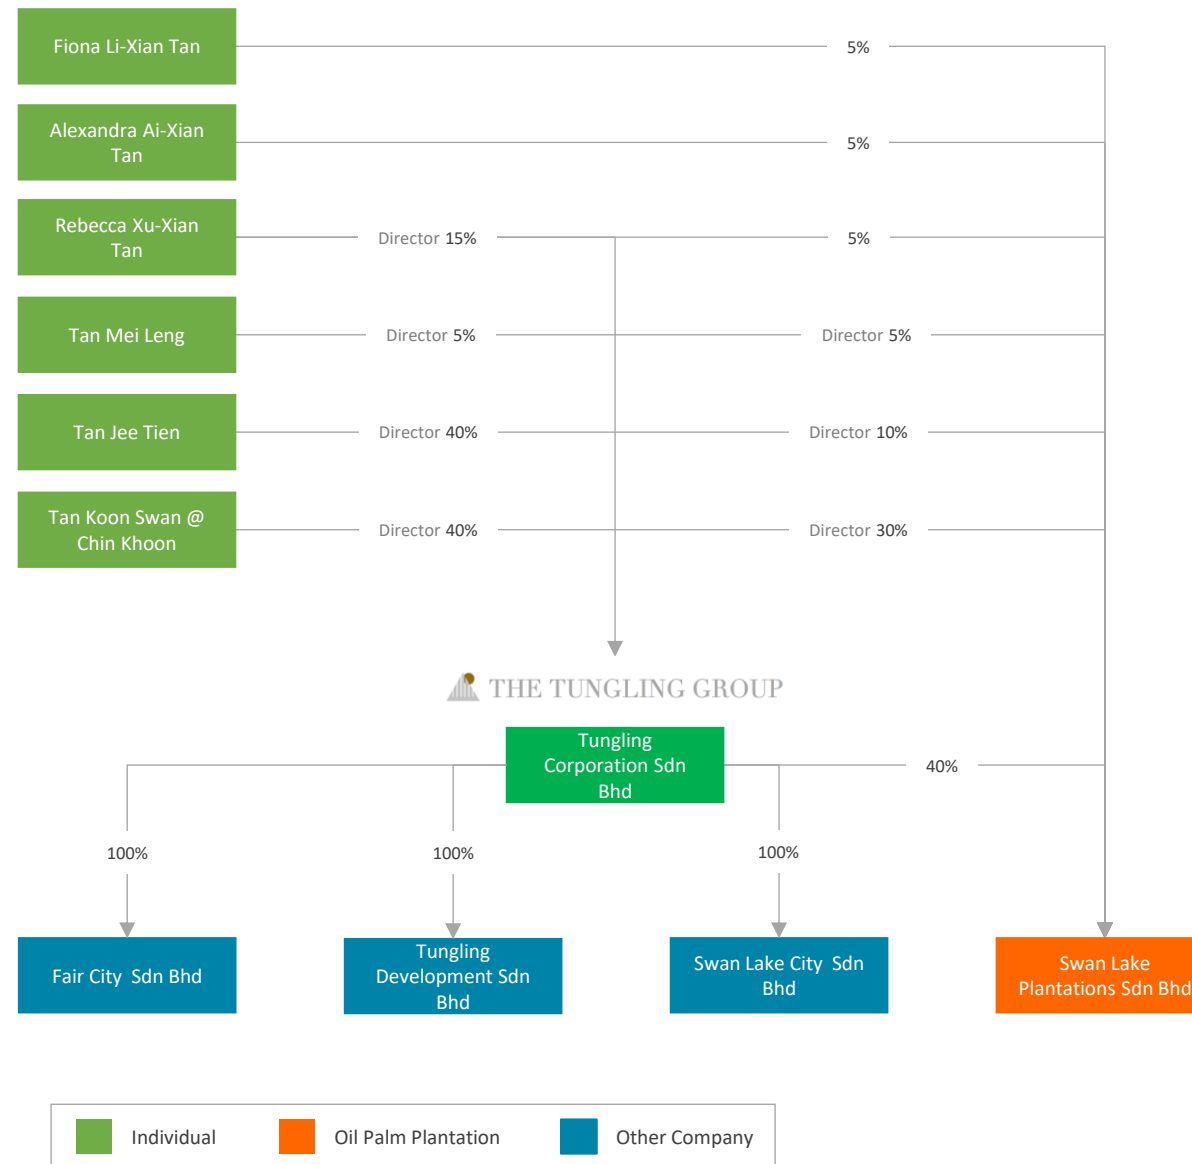 Fiona Li-Xian Tan
5%
Alexandra Ai-Xian
Tan
5%
Rebecca Xu-Xian
Tan
Director 15%
5%
Tan Mei Leng
Director 5%
Director 5%
Tan Jee Tien
Director 40%
Director 10%
Tan Koon Swan @
Chin Khoon
Director 40%
Director 30%
THE TUNGLING GROUP
Tungling
Corporation Sdn
Bhd
40%
100%
100%
100%
Fair City Sdn Bhd
Tungling
Development Sdn
Bhd
Swan Lake City Sdn
Bhd
Swan Lake
Plantations Sdn Bhd
Individual
Oil Palm Plantation
Other Company